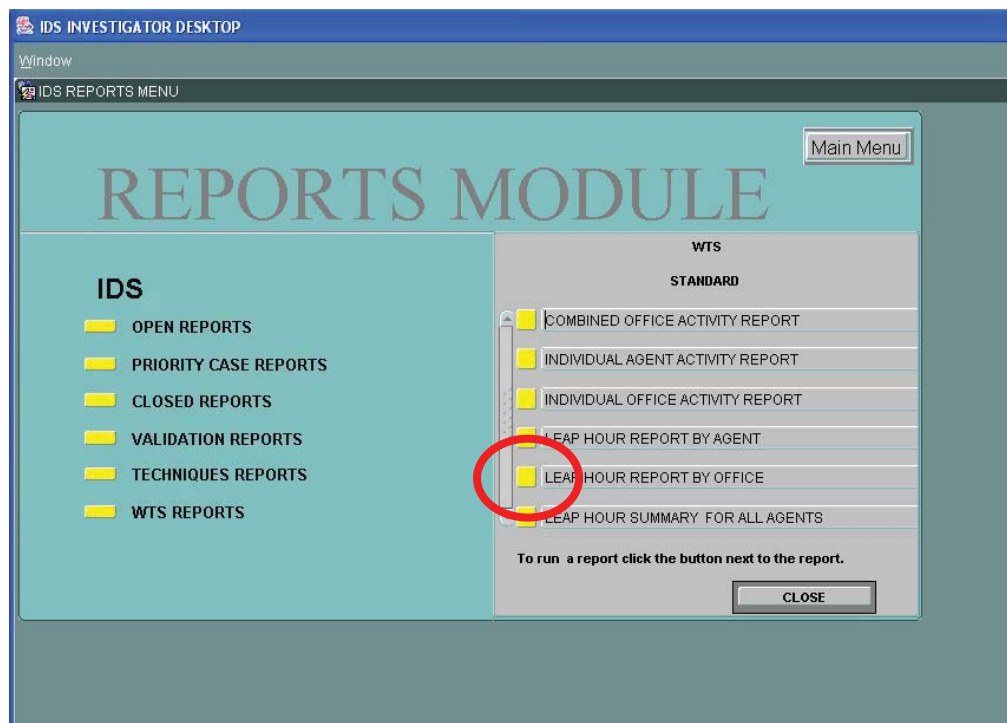 IDS INVESTIGATOR DESKTOP
Window
IDS REPORTS MENU
Main Menu
REPORTS MODULE
IDS
OPEN REPORTS
PRIORITY CASE REPORTS
CLOSED REPORTS
VALIDATION REPORTS
TECHNIQUES REPORTS
WTS REPORTS
WTS
STANDARD
COMBINED OFFICE ACTIVITY REPORT
INDIVIDUAL AGENT ACTIVITY REPORT
INDIVIDUAL OFFICE ACTIVITY REPORT
LEAP HOUR REPORT BY AGENT
LEAP HOUR REPORT BY OFFICE
LEAP HOUR SUMMARY FOR ALL AGENTS
To run a report click the button next to the report.
CLOSE